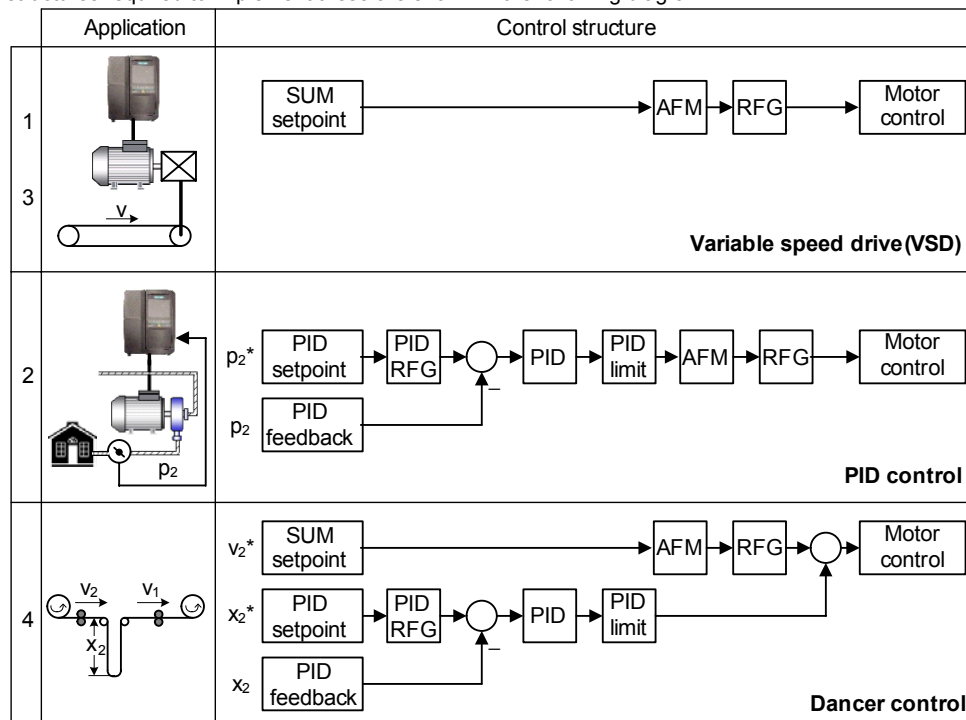 Application
Control structure
1
3
v
SUM
setpoint
AFM
RFG
Motor
control
Variable speed drive (VSD)
2
p2
p2*
PID
setpoint
PID
RFG
PID
PID
limit
AFM
RFG
Motor
control
p2
PID
feedback
–
PID control
4
v2
v1
x2
v2*
SUM
setpoint
AFM
RFG
Motor
control
x2*
PID
setpoint
PID
RFG
PID
PID
limit
x2
PID
feedback
–
Dancer control